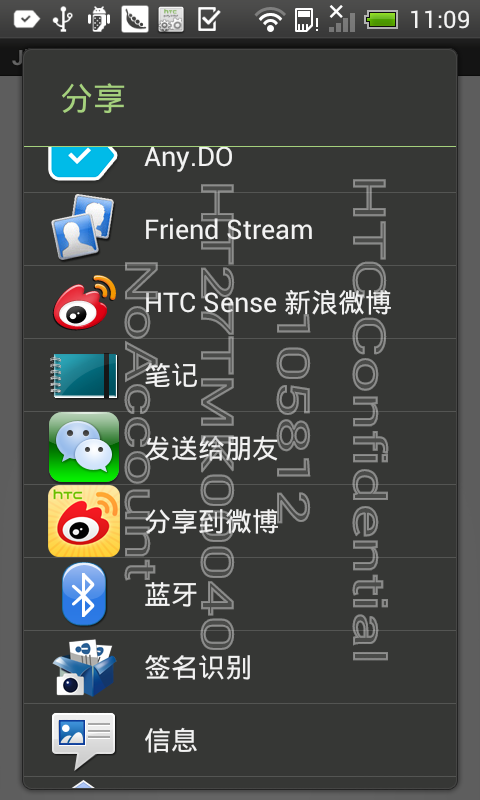 11:09
J
分享
Any.DO
Friend Stream
HTC Sense 新浪微博
笔记
发送给朋友
htc
分享到微博
蓝牙
签名识别
信息
HTC Confidential
105812
HT27TMK00040
NoAccount